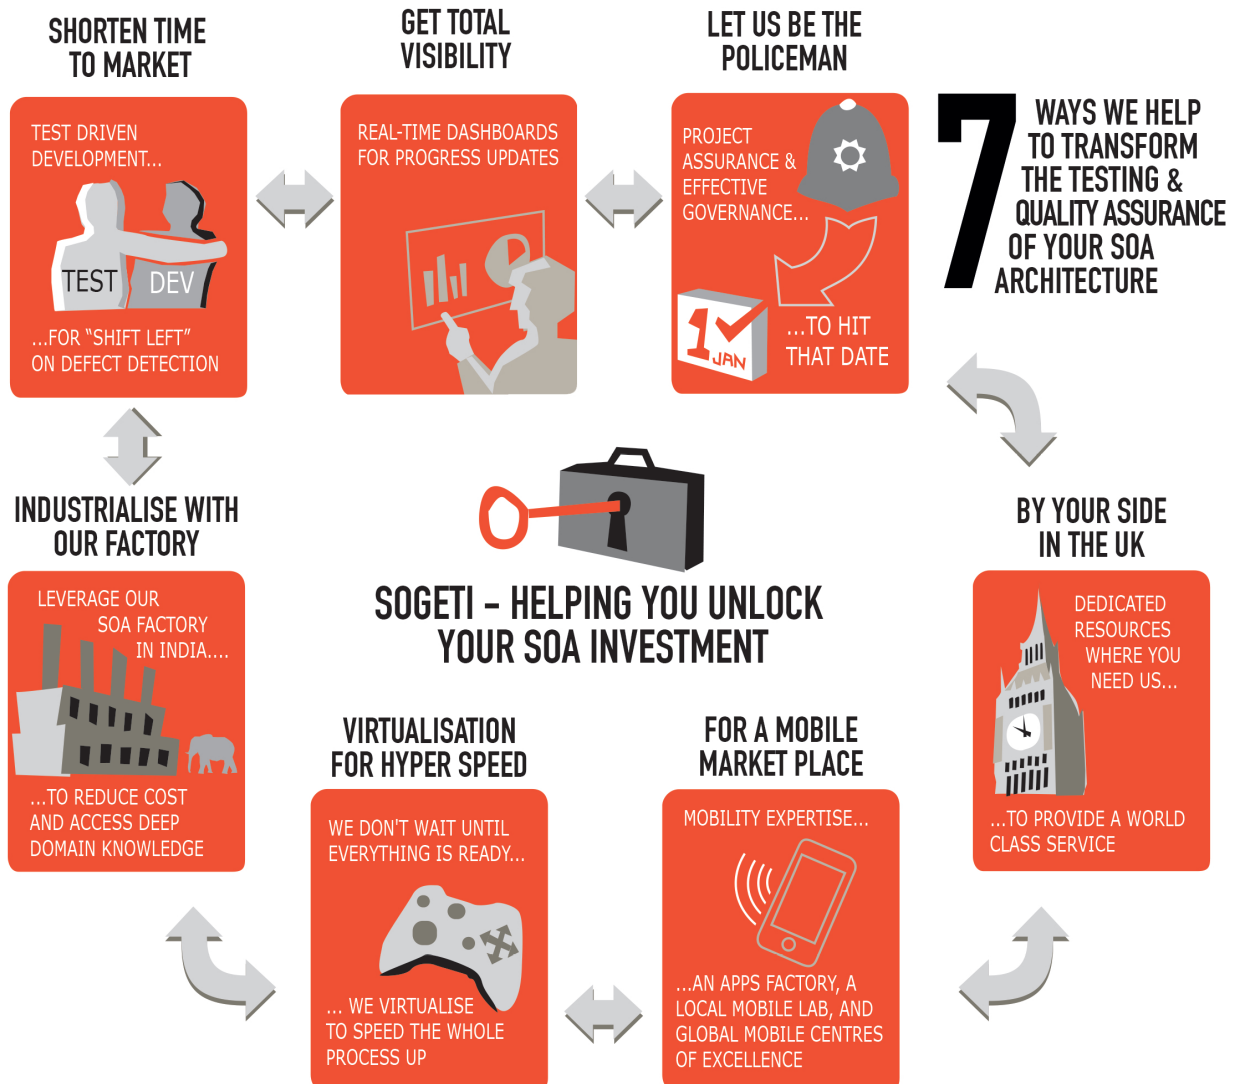 SHORTEN TIME
TO MARKET
TEST DRIVEN
DEVELOPMENT...
TEST
DEV
...FOR “SHIFT LEFT”
ON DEFECT DETECTION
GET TOTAL
VISIBILITY
REAL-TIME DASHBOARDS
FOR PROGRESS UPDATES
LET US BE THE
POLICEMAN
PROJECT
ASSURANCE &
EFFECTIVE
GOVERNANCE...
1
JAN
...TO HIT
THAT DATE
7
WAYS WE HELP
TO TRANSFORM
THE TESTING &
QUALITY ASSURANCE
OF YOUR SOA
ARCHITECTURE
INDUSTRIALISE WITH
OUR FACTORY
LEVERAGE OUR
SOA FACTORY
IN INDIA....
...TO REDUCE COST
AND ACCESS DEEP
DOMAIN KNOWLEDGE
SOGETI – HELPING YOU UNLOCK
YOUR SOA INVESTMENT
BY YOUR SIDE
IN THE UK
DEDICATED
RESOURCES
WHERE YOU
NEED US...
...TO PROVIDE A WORLD
CLASS SERVICE
VIRTUALISATION
FOR HYPER SPEED
WE DON'T WAIT UNTIL
EVERYTHING IS READY...
... WE VIRTUALISE
TO SPEED THE WHOLE
PROCESS UP
FOR A MOBILE
MARKET PLACE
MOBILITY EXPERTISE...
...AN APPS FACTORY, A
LOCAL MOBILE LAB, AND
GLOBAL MOBILE CENTRES
OF EXCELLENCE